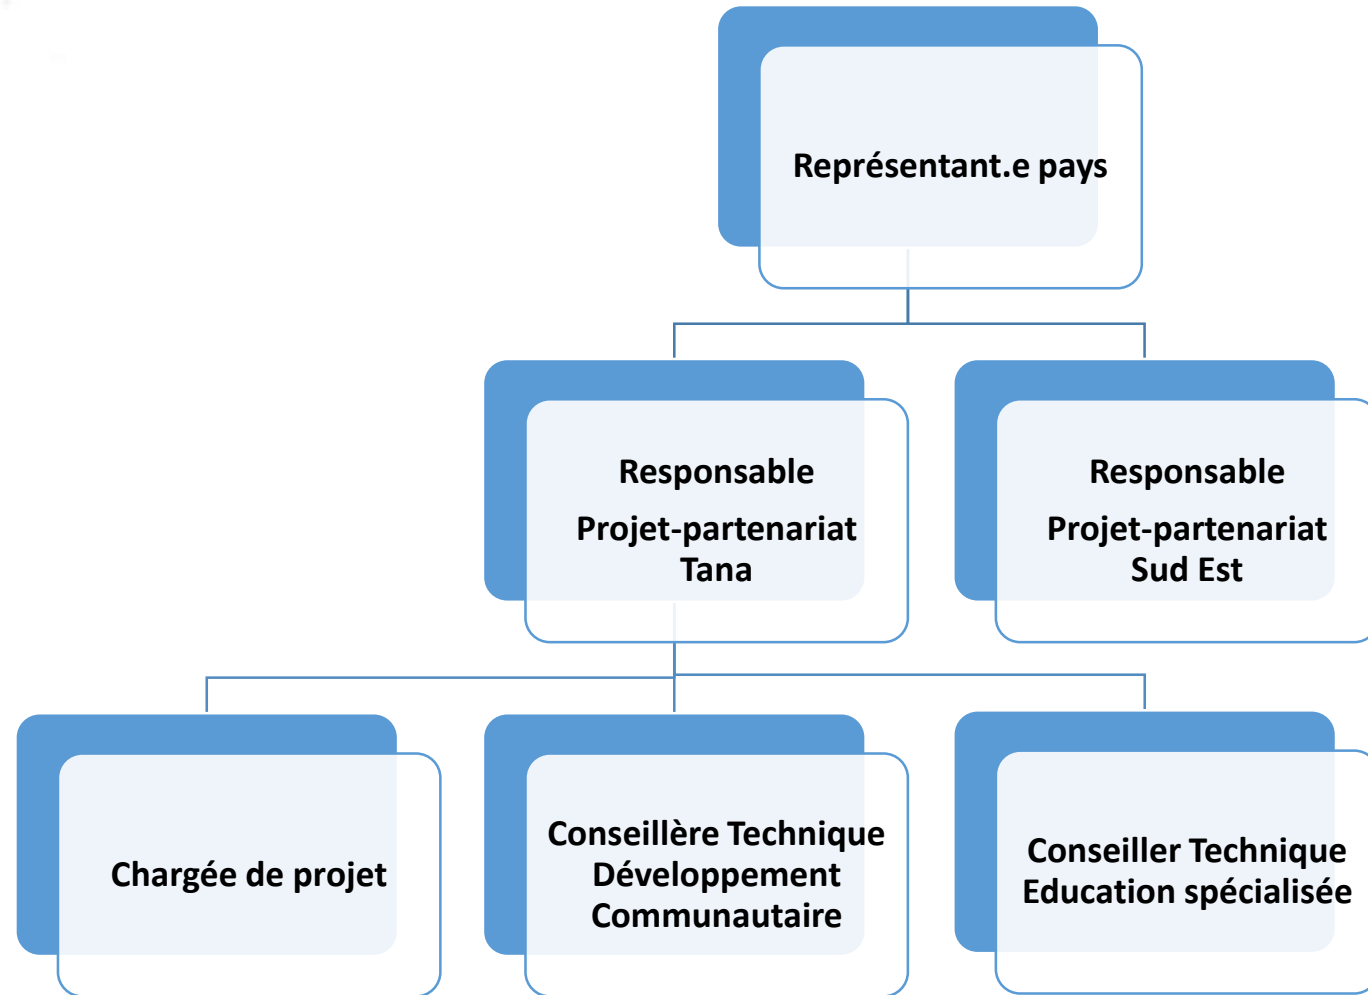 Représentant.e pays
Responsable
Projet-partenariat
Tana
Responsable
Projet-partenariat
Sud Est
Chargée de projet
Conseillère Technique
Développement
Communautaire
Conseiller Technique
Education spécialisée